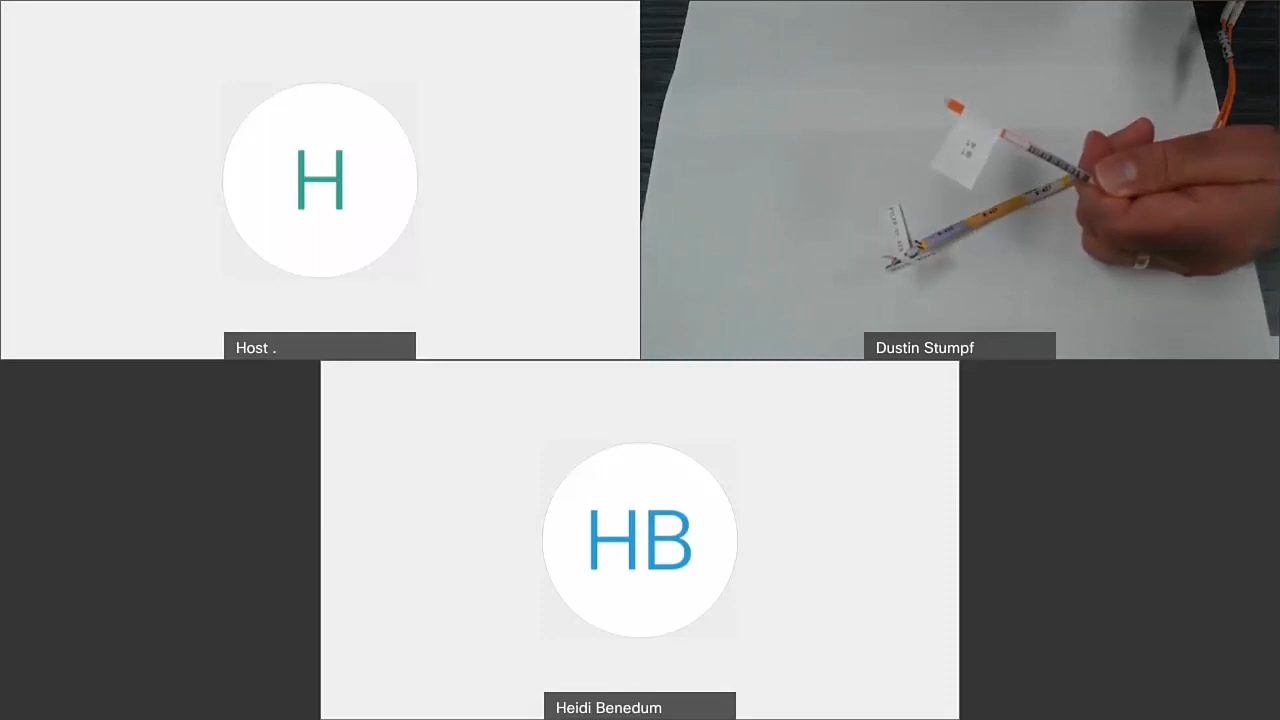 H
Host .
Dustin Stumpf
HB
Heidi Benedum